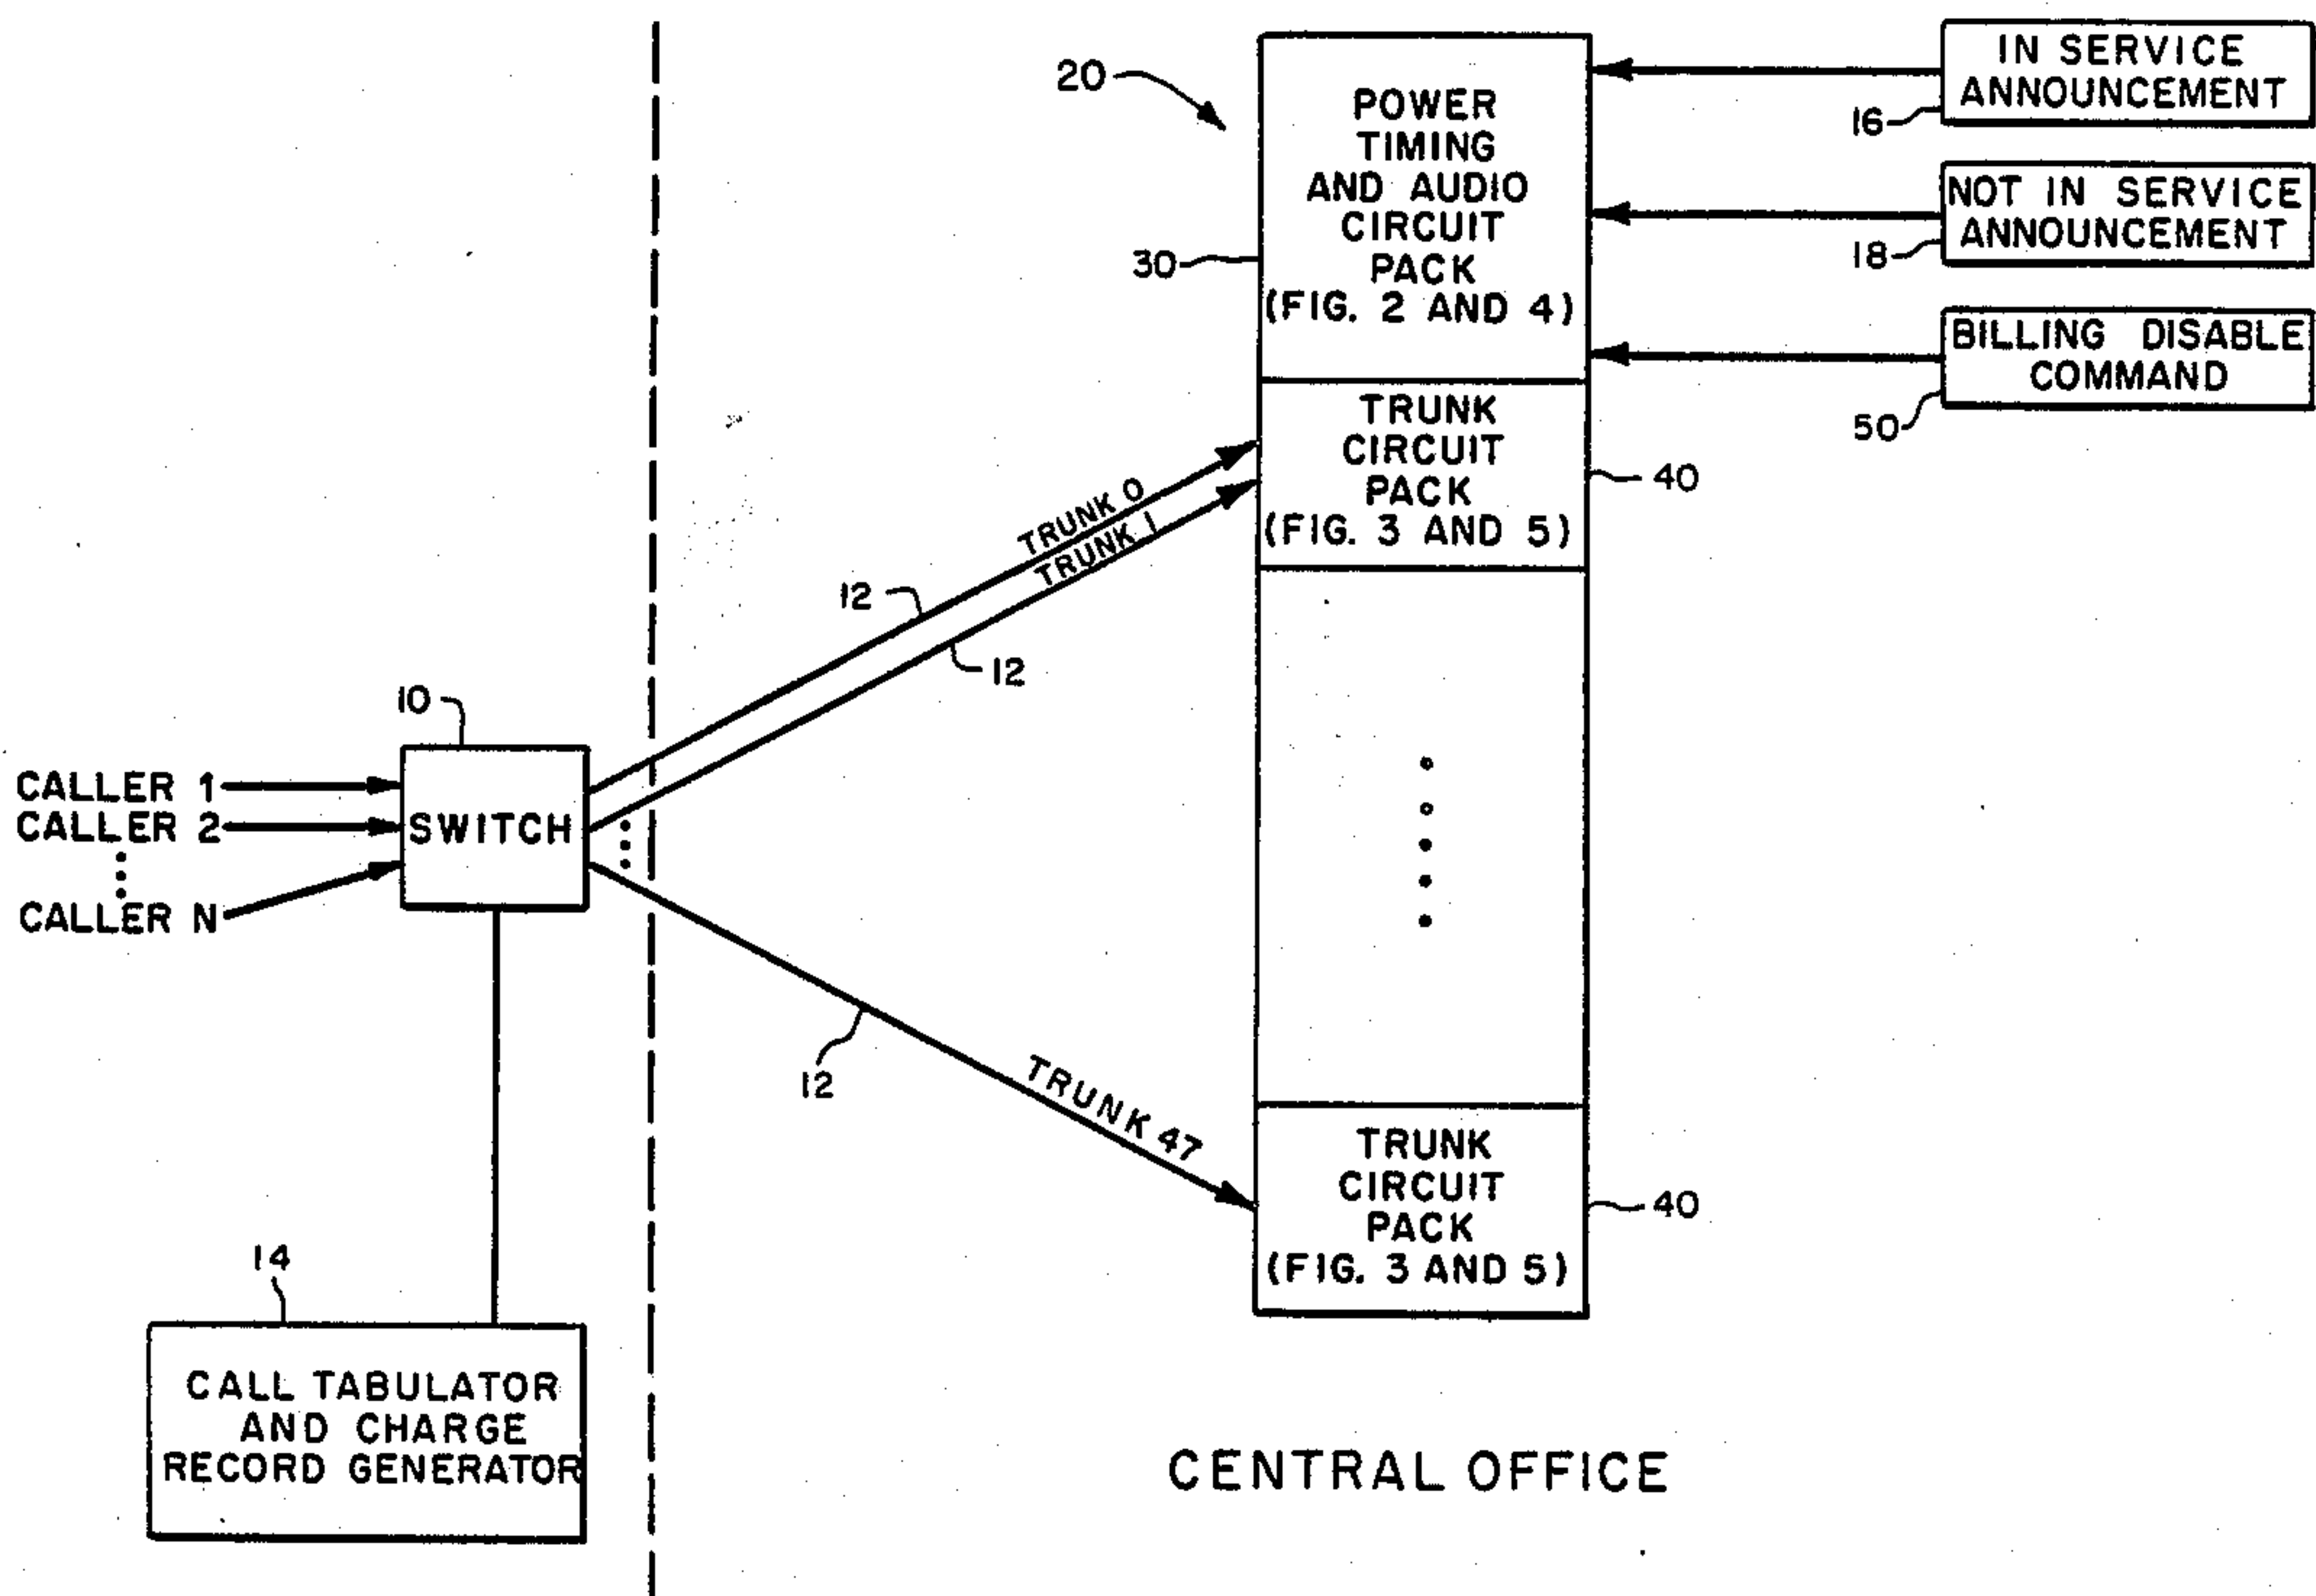 20
POWER
TIMING
AND AUDIO
CIRCUIT
PACK
(FIG. 2 AND 4)
30
IN SERVICE
ANNOUNCEMENT
16
NOT IN SERVICE
ANNOUNCEMENT
18
BILLING DISABLE
COMMAND
50
TRUNK
CIRCUIT
PACK
(FIG. 3 AND 5)
40
TRUNK 0
TRUNK 1
12
12
10
CALLER 1
CALLER 2
CALLER N
SWITCH
12
TRUNK 47
TRUNK
CIRCUIT
PACK
(FIG. 3 AND 5)
40
14
CALL TABULATOR
AND CHARGE
RECORD GENERATOR
CENTRAL OFFICE